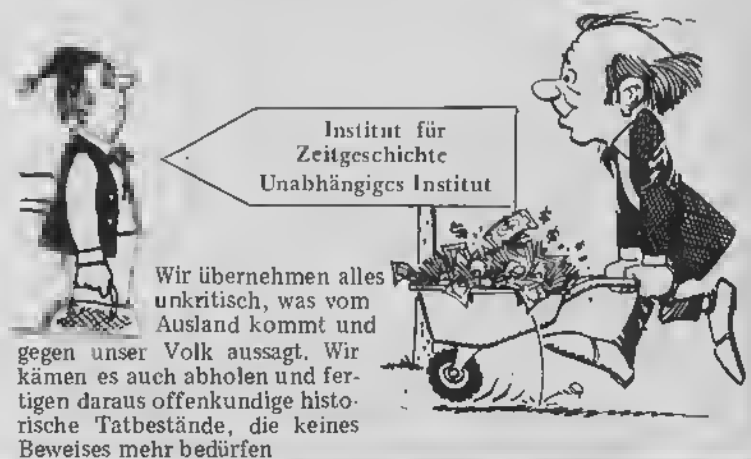 Institut für
Zeitgeschichte
Unabhängiges Institut
Wir übernehmen alles
unkritisch, was vom
Ausland kommt und
gegen unser Volk aussagt. Wir
kämen es auch abholen und fer-
tigen daraus offenkundige histo-
rische Tatbestände, die keines
Beweises mehr bedürfen